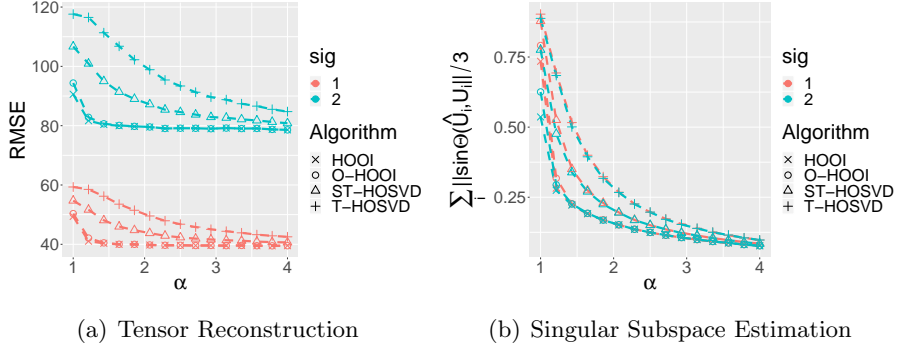 RMSE
120
100
80
60
40
1
2
3
4
α
sig
1
2
Algorithm
HOOI
O−HOOI
ST−HOSVD
T−HOSVD
(a) Tensor Reconstruction
∑i||sinΘ(Ûi,Ui||/3
0.75
0.50
0.25
1
2
3
4
α
sig
1
2
Algorithm
HOOI
O−HOOI
ST−HOSVD
T−HOSVD
(b) Singular Subspace Estimation